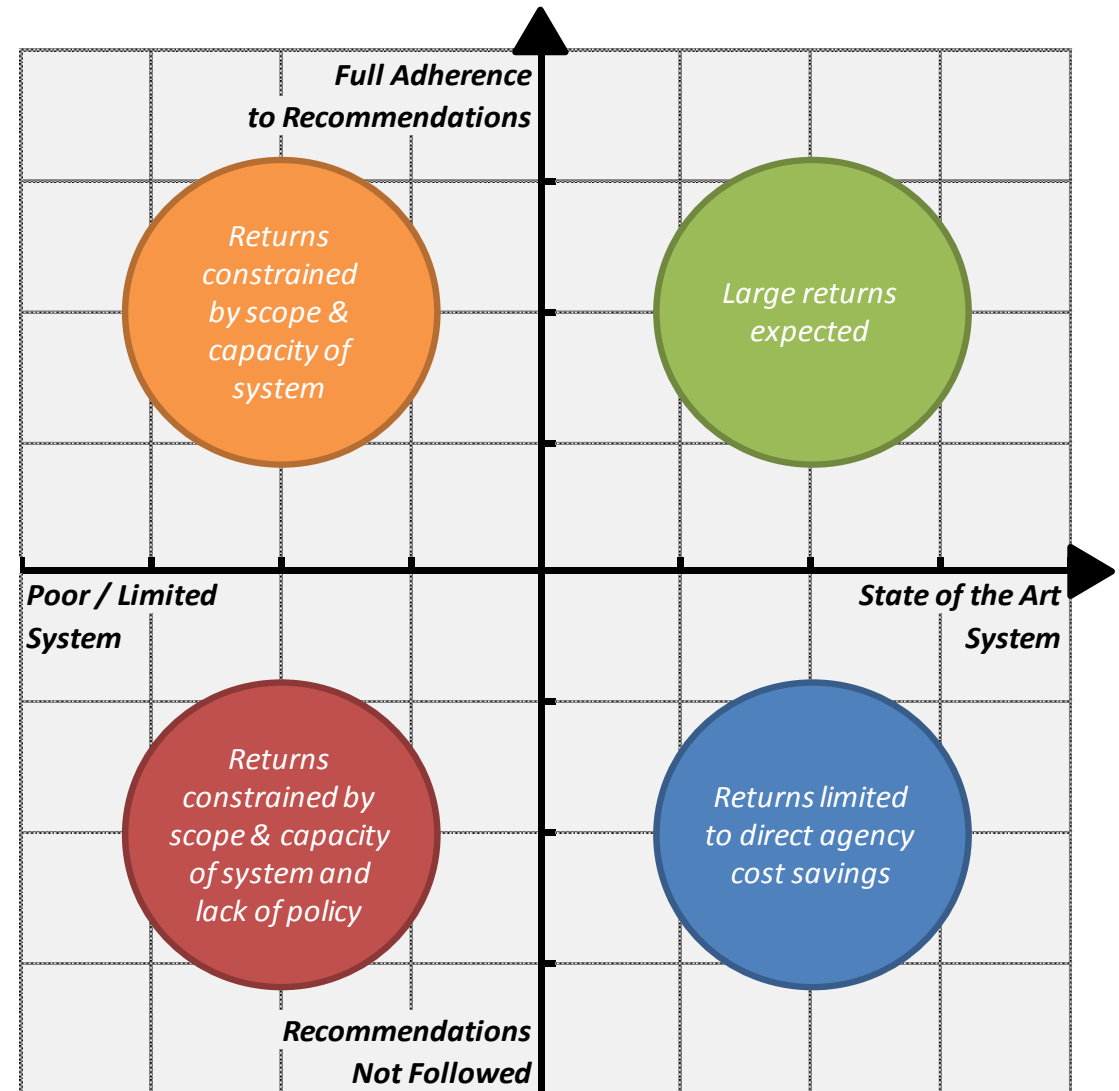 Full Adherence
to Recommendations
Returns
constrained
by scope &
capacity of
system
Large returns
expected
Poor / Limited
System
State of the Art
System
Returns
constrained by
scope & capacity
of system and
lack of policy
Returns limited
to direct agency
cost savings
Recommendations
Not Followed